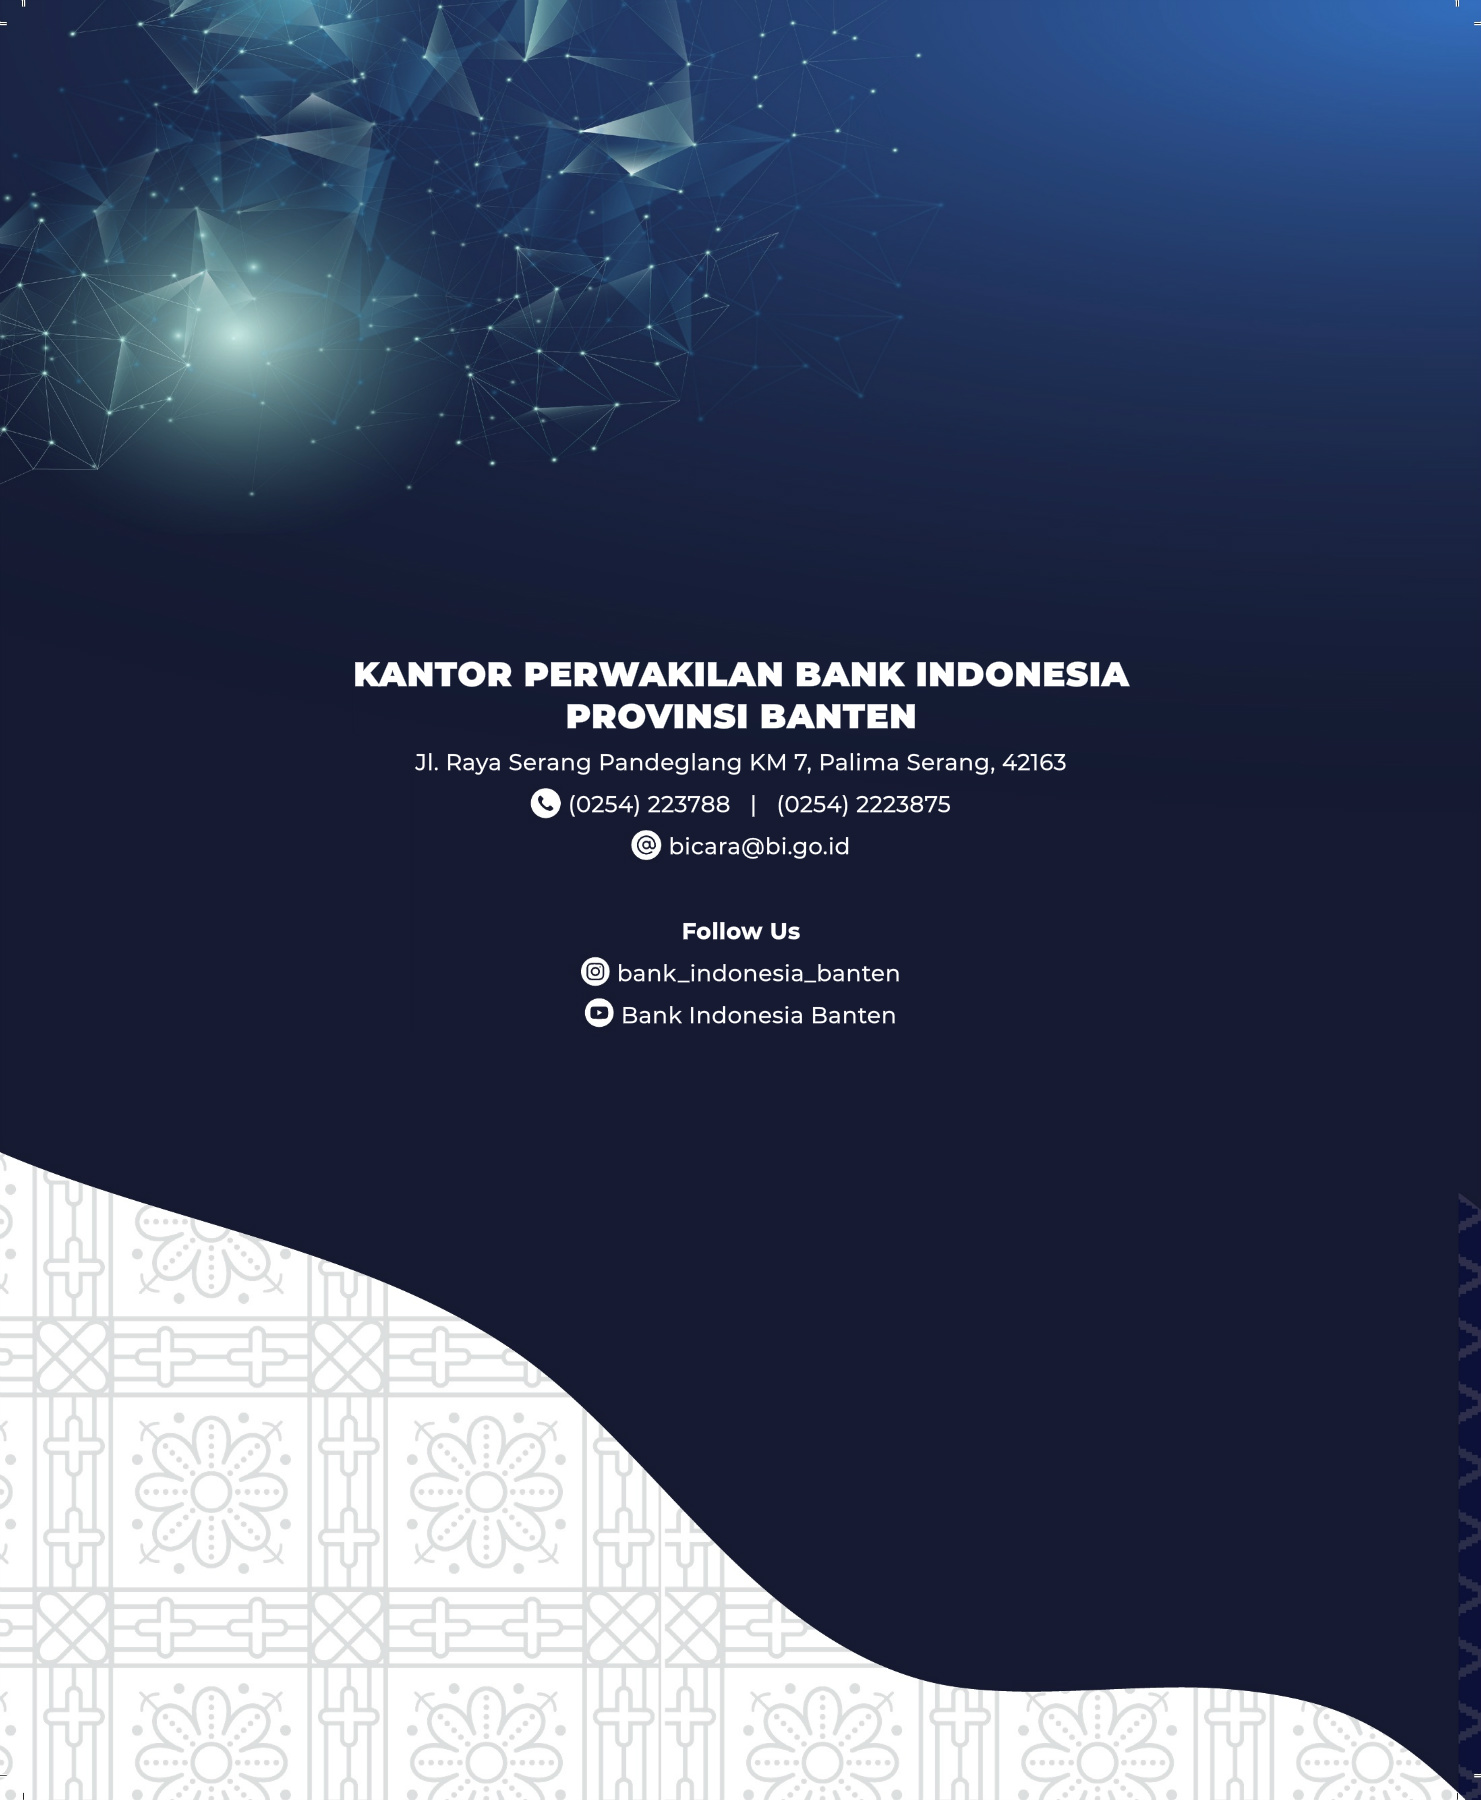 KANTOR PERWAKILAN BANK INDONESIA
PROVINSI BANTEN
Jl. Raya Serang Pandeglang KM 7, Palima Serang, 42163
(0254) 223788 | (0254) 2223875
bicara@bi.go.id
Follow Us
bank_indonesia_banten
Bank Indonesia Banten